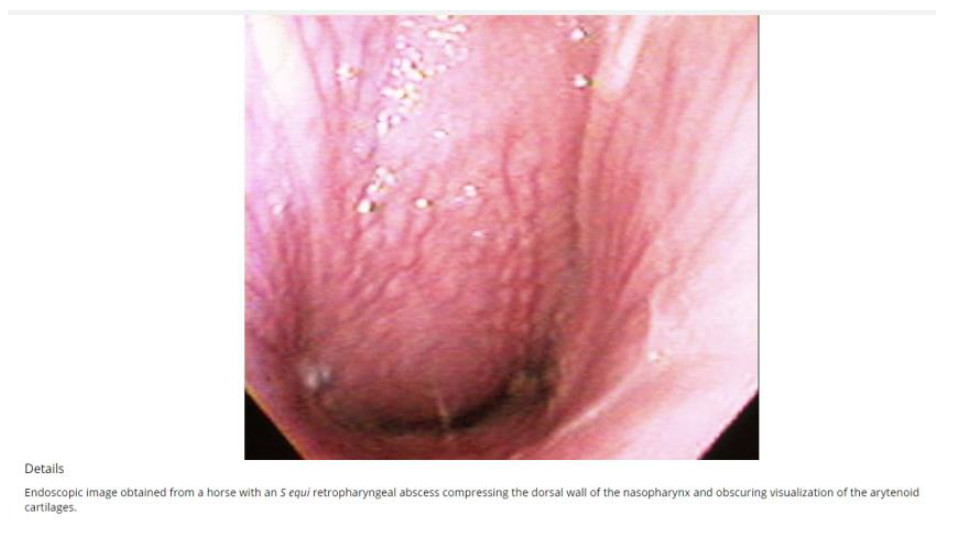 Details
Endoscopic image obtained from a horse with an S equi retropharyngeal abscess compressing the dorsal wall of the nasopharynx and obscuring visualization of the arytenoid
cartilages.